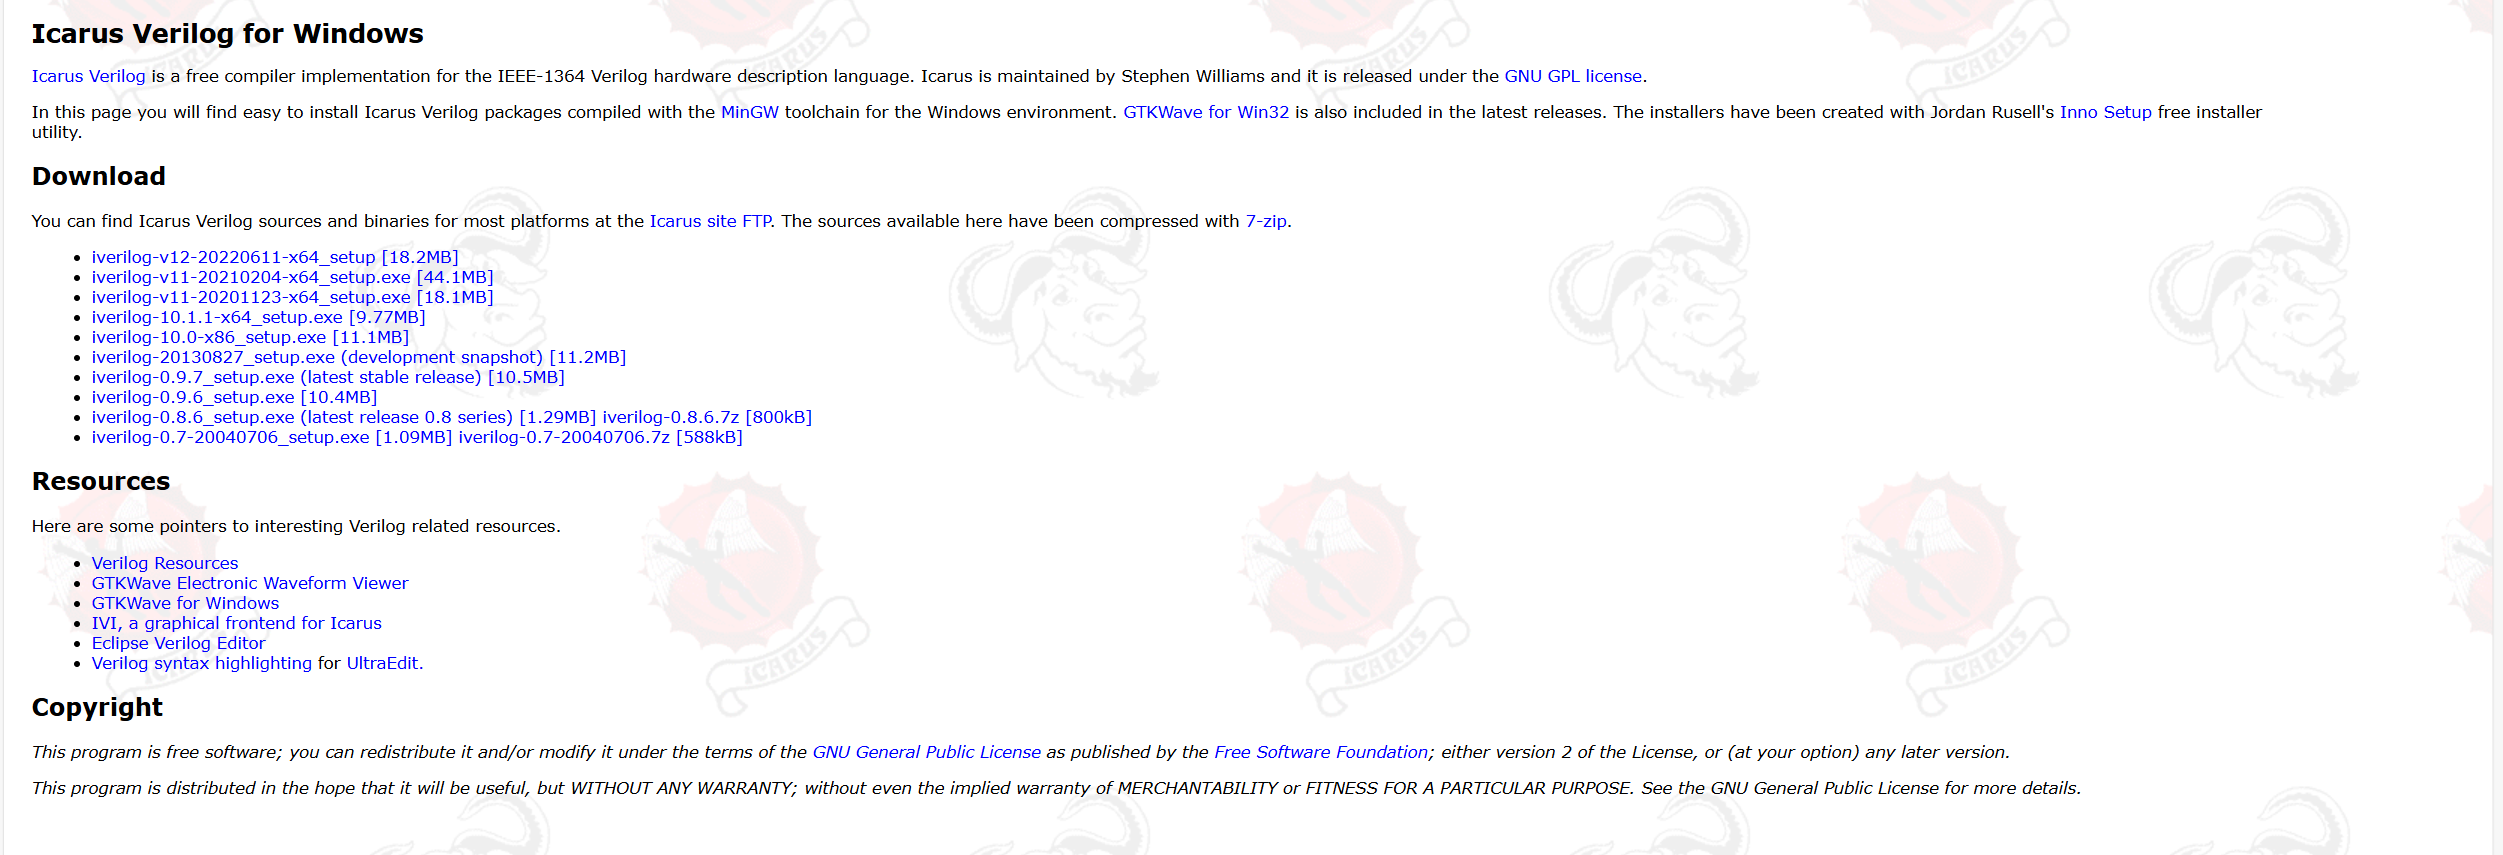 Icarus Verilog for Windows
Icarus Verilog is a free compiler implementation for the IEEE-1364 Verilog hardware description language. Icarus is maintained by Stephen Williams and it is released under the GNU GPL license.
In this page you will find easy to install Icarus Verilog packages compiled with the MinGW toolchain for the Windows environment. GTKWave for Win32 is also included in the latest releases. The installers have been created with Jordan Rusell's Inno Setup free installer
utility.
Download
You can find Icarus Verilog sources and binaries for most platforms at the Icarus site FTP. The sources available here have been compressed with 7-zip.
iverilog-v12-20220611-x64_setup [18.2MB]
iverilog-v11-20210204-x64_setup.exe [44.1MB]
iverilog-v11-20201123-x64_setup.exe [18.1MB]
iverilog-10.1.1-x64_setup.exe [9.77MB]
iverilog-10.0-x86_setup.exe [11.1MB]
iverilog-20130827_setup.exe (development snapshot) [11.2MB]
iverilog-0.9.7_setup.exe (latest stable release) [10.5MB]
iverilog-0.9.6_setup.exe [10.4MB]
iverilog-0.8.6_setup.exe (latest release 0.8 series) [1.29MB] iverilog-0.8.6.7z [800kB]
iverilog-0.7-20040706_setup.exe [1.09MB] iverilog-0.7-20040706.7z [588kB]
Resources
Here are some pointers to interesting Verilog related resources.
Verilog Resources
GTKWave Electronic Waveform Viewer
GTKWave for Windows
IVI, a graphical frontend for Icarus
Eclipse Verilog Editor
Verilog syntax highlighting for UltraEdit.
ICARUS
ICARUS
ICARUS
Copyright
This program is free software; you can redistribute it and/or modify it under the terms of the GNU General Public License as published by the Free Software Foundation; either version 2 of the License, or (at your option) any later version.
This program is distributed in the hope that it will be useful, but WITHOUT ANY WARRANTY; without even the implied warranty of MERCHANTABILITY or FITNESS FOR A PARTICULAR PURPOSE. See the GNU General Public License for more details.